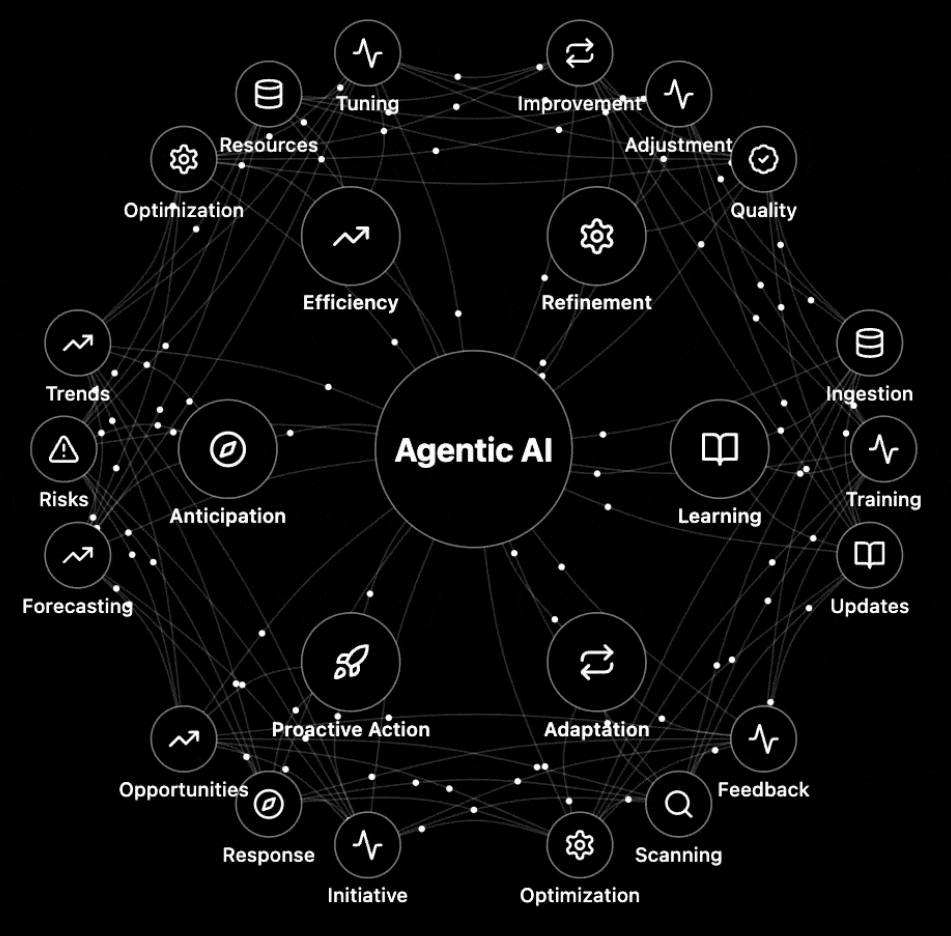 Tuning
Improvement
Resources
Adjustment
Optimization
Quality
Efficiency
Refinement
Trends
Ingestion
Agentic AI
Risks
Training
Anticipation
Learning
Forecasting
Updates
Proactive Action
Adaptation
Opportunities
Feedback
Response
Scanning
Initiative
Optimization